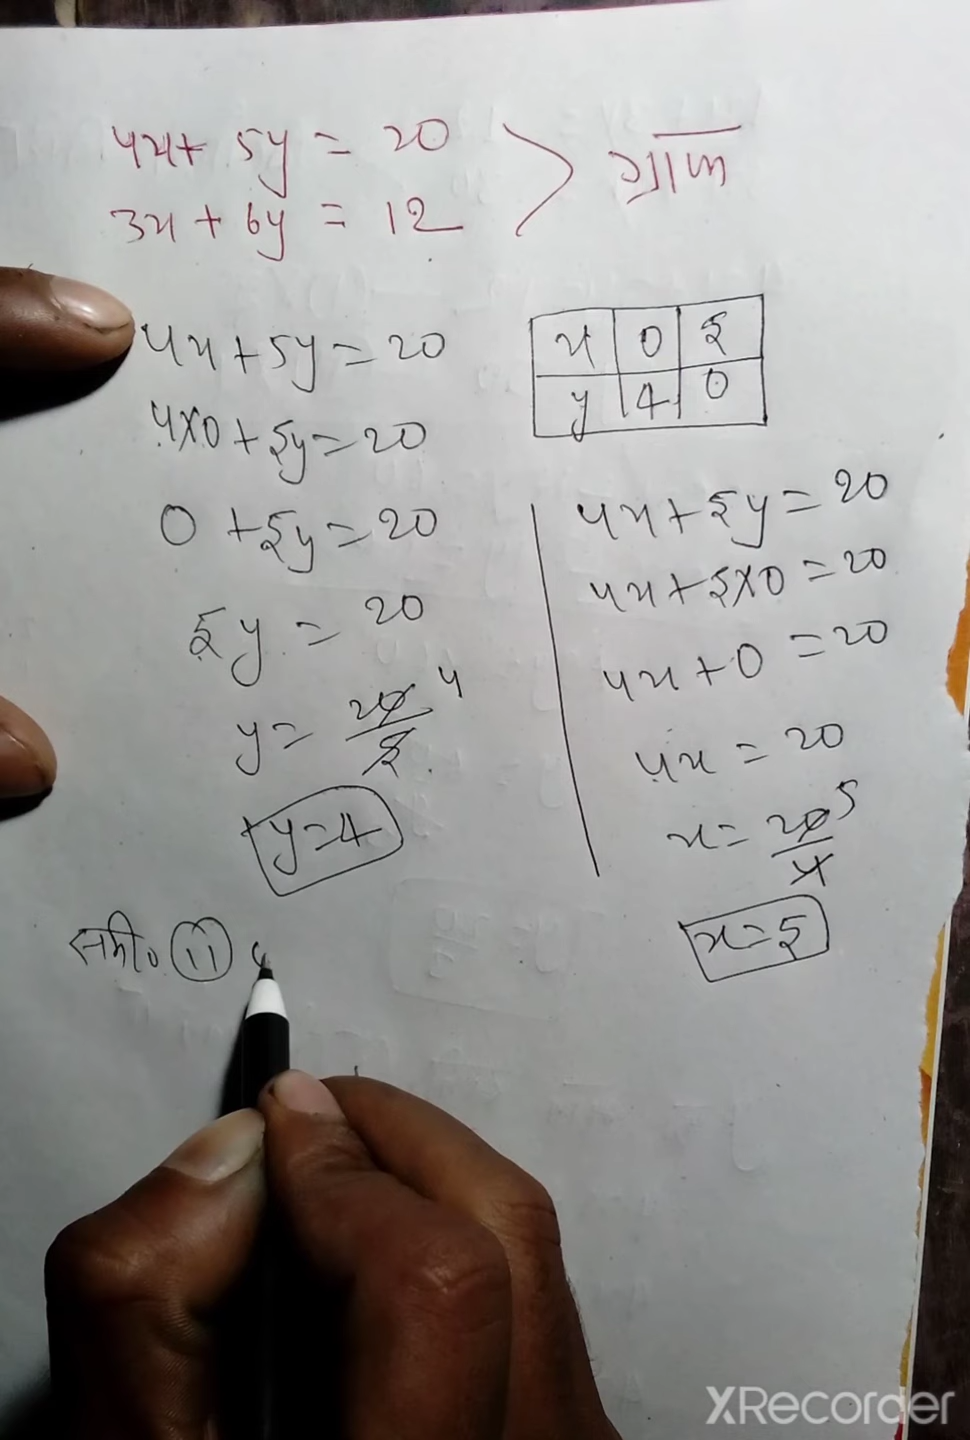 4x + 5y = 20
3x + 6y = 12
4x + 5y = 20
4×0 + 5y = 20
0 + 5y = 20
5y = 20
y = 20/5 4
y = 4
x 0 5
y 4 0
4x + 5y = 20
4x + 5×0 = 20
4x + 0 = 20
4x = 20
x = 20/4 5
x = 5
समी० (ii)
XRecorder